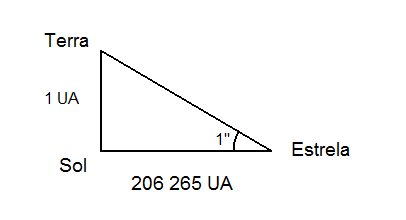 Terra
1 UA
1"
Sol
Estrela
206 265 UA